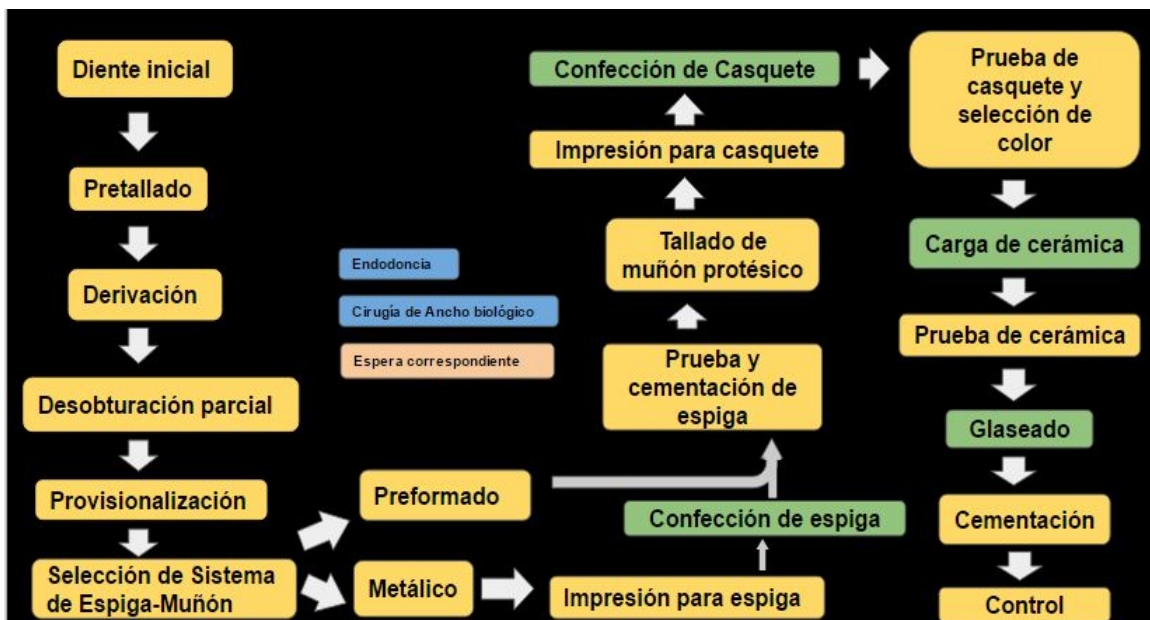 Diente inicial
Pretallado
Derivación
Desobturación parcial
Provisionalización
Selección de Sistema
de Espiga-Muñón
Endodoncia
Cirugía de Ancho biológico
Espera correspondiente
Preformado
Metálico
Impresión para espiga
Confección de espiga
Prueba y
cementación de
espiga
Tallado de
muñón protésico
Impresión para casquete
Confección de Casquete
Prueba de
casquete y
selección de
color
Carga de cerámica
Prueba de cerámica
Glaseado
Cementación
Control